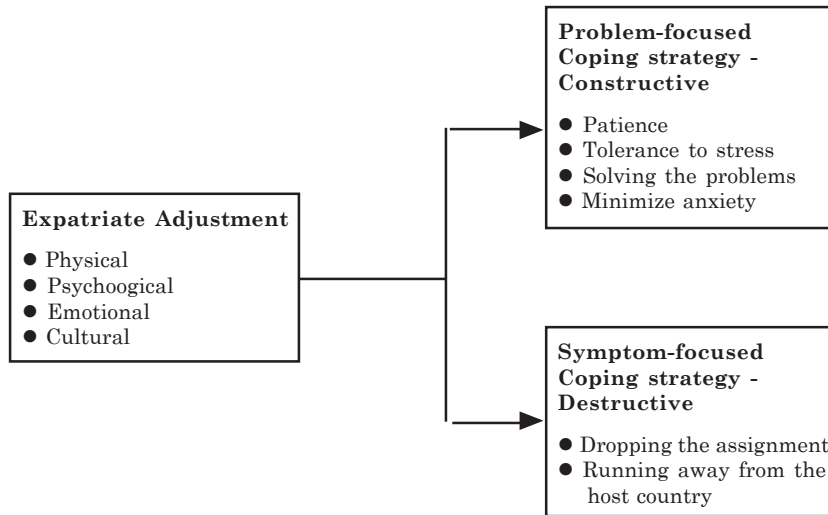 Problem-focused
Coping strategy -
Constructive
● Patience
● Tolerance to stress
● Solving the problems
● Minimize anxiety
Expatriate Adjustment
● Physical
● Psychoogical
● Emotional
● Cultural
Symptom-focused
Coping strategy -
Destructive
● Dropping the assignment
● Running away from the
host country